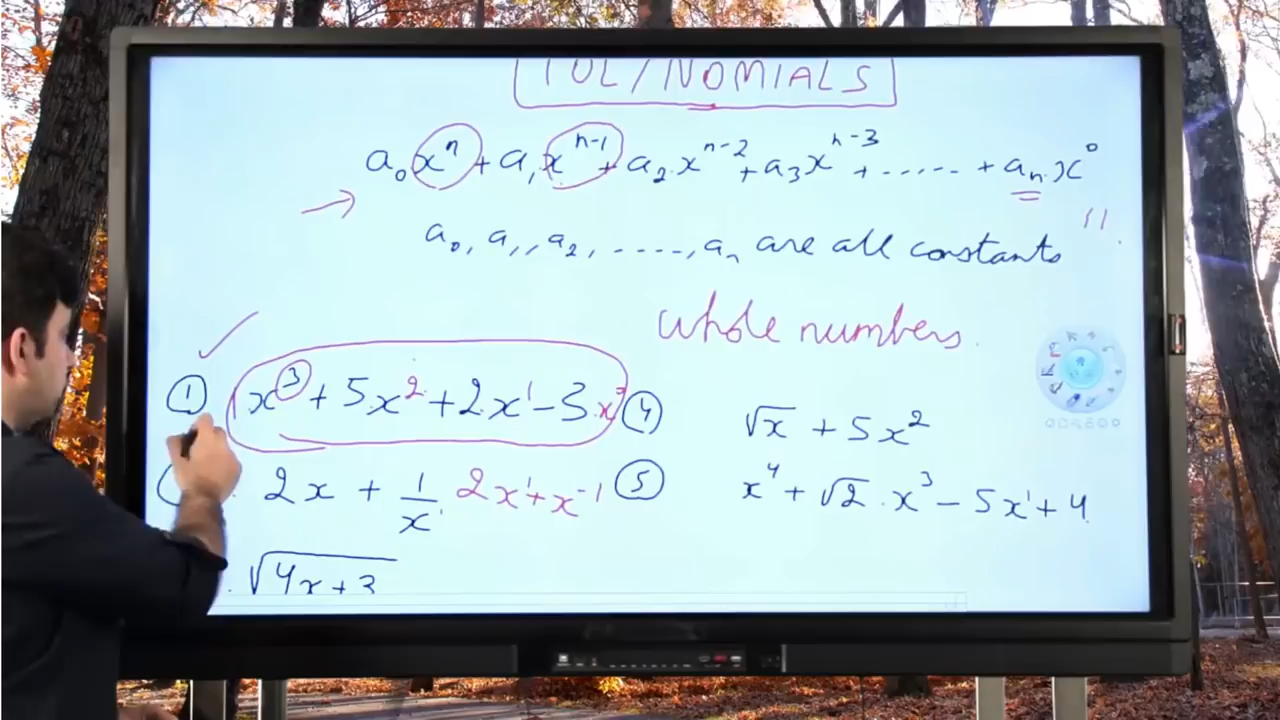 POLYNOMIALS
a₀xⁿ + a₁xⁿ⁻¹ + a₂xⁿ⁻² + a₃xⁿ⁻³ + ..... + aₙx⁰
a₀, a₁, a₂, ....., aₙ are all constants
whole numbers
① x³ + 5x² + 2x¹ - 3x⁰
2x + 1/x¹ 2x¹ + x⁻¹
√(4x+3)
④ √x + 5x²
⑤ x⁴ + √2.x³ - 5x¹ + 4